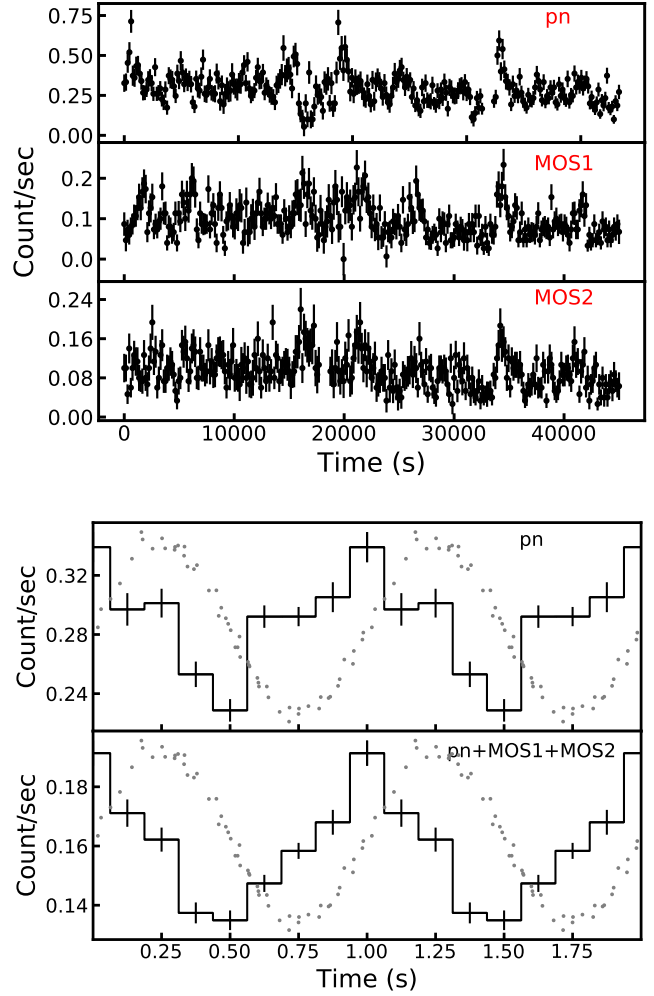 pn
0.75
0.50
0.25
0.00
MOS1
0.2
0.1
0.0
MOS2
0.24
0.16
0.08
0.00
Count/sec
0 10000 20000 30000 40000
Time (s)
pn
0.32
0.28
0.24
Count/sec
pn+MOS1+MOS2
0.18
0.16
0.14
Count/sec
0.25 0.50 0.75 1.00 1.25 1.50 1.75
Time (s)